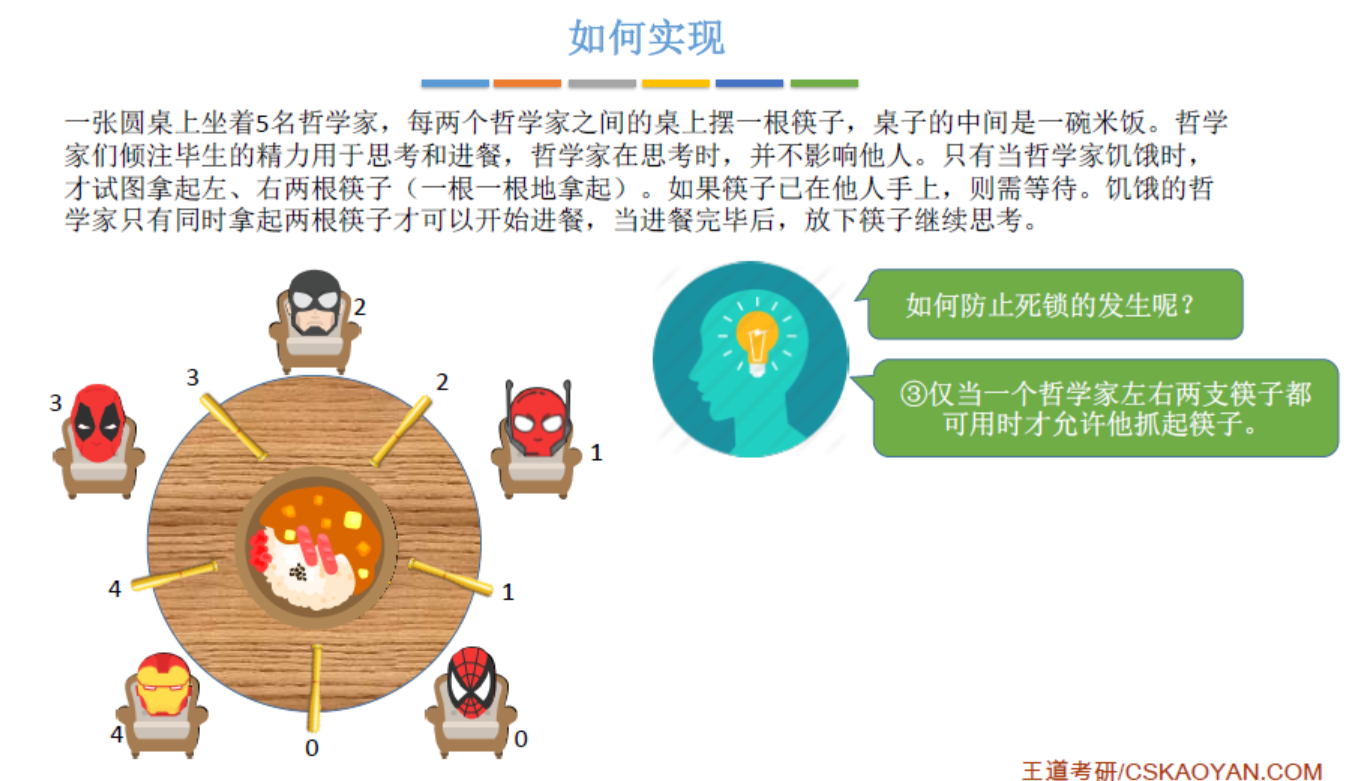 如何实现
一张圆桌上坐着5名哲学家，每两个哲学家之间的桌上摆一根筷子，桌子的中间是一碗米饭。哲学
家们倾注毕生的精力用于思考和进餐，哲学家在思考时，并不影响他人。只有当哲学家饥饿时，
才试图拿起左、右两根筷子（一根一根地拿起）。如果筷子已在他人手上，则需等待。饥饿的哲
学家只有同时拿起两根筷子才可以开始进餐，当进餐完毕后，放下筷子继续思考。
如何防止死锁的发生呢？
③仅当一个哲学家左右两支筷子都
可用时才允许他抓起筷子。
2
3
2
3
1
4
1
4
0
0
王道考研/CSKAOYAN.COM